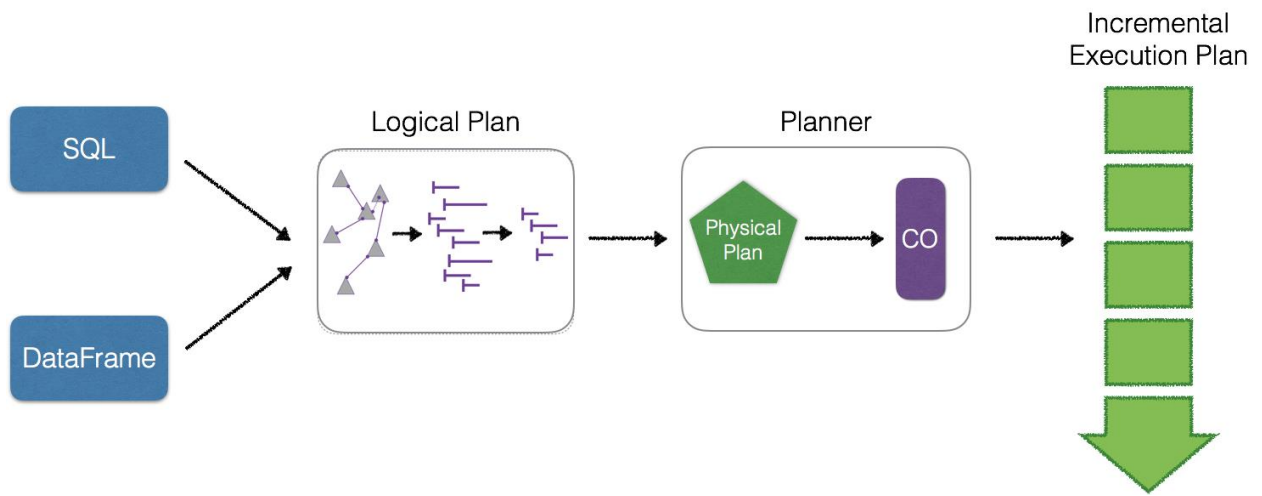 Incremental
Execution Plan
SQL
Logical Plan
Planner
Physical
Plan
CO
DataFrame